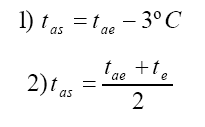 1) t_as = t_ae − 3° C
2) t_as = (t_ae + t_e) / 2